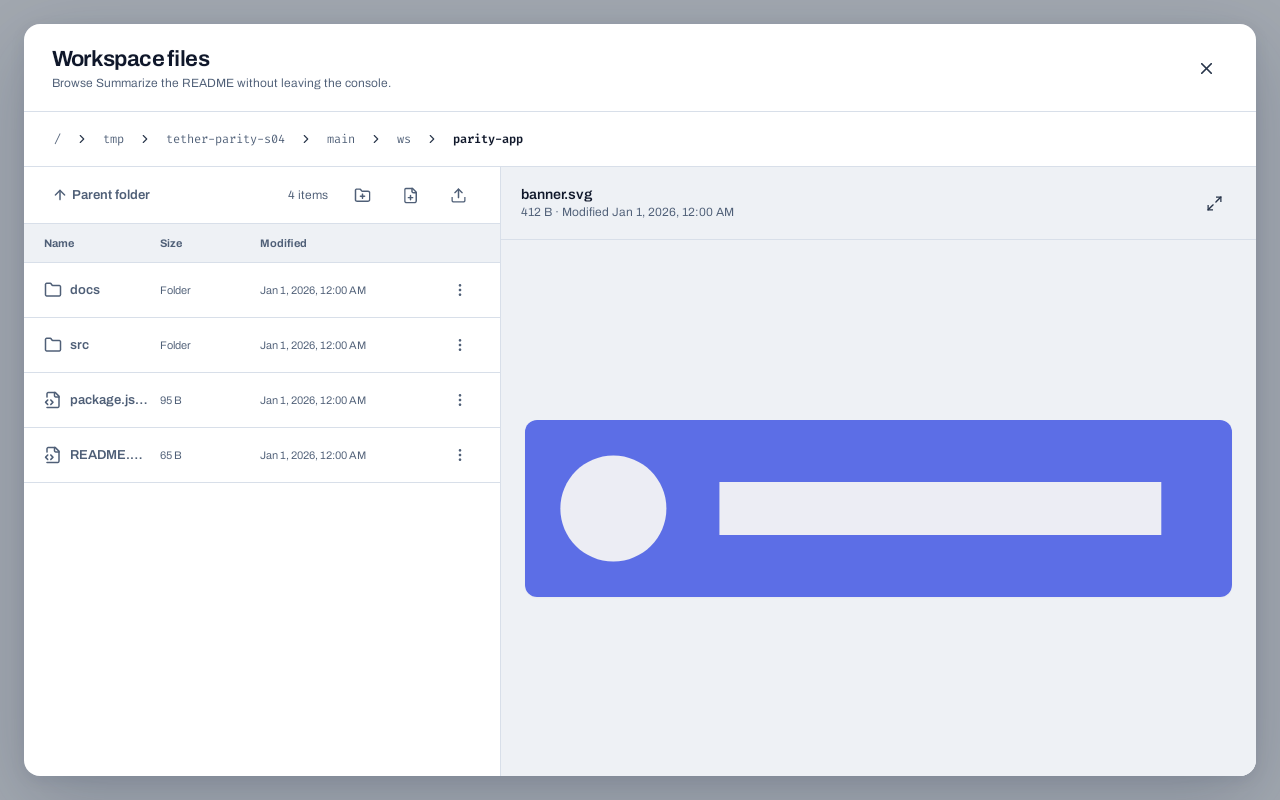 Workspace files
Browse Summarize the README without leaving the console.
/ tmp tether-parity-s04 main ws parity-app
Parent folder 4 items
banner.svg
412 B · Modified Jan 1, 2026, 12:00 AM
Name Size Modified
docs Folder Jan 1, 2026, 12:00 AM
src Folder Jan 1, 2026, 12:00 AM
package.js... 95 B Jan 1, 2026, 12:00 AM
README.... 65 B Jan 1, 2026, 12:00 AM